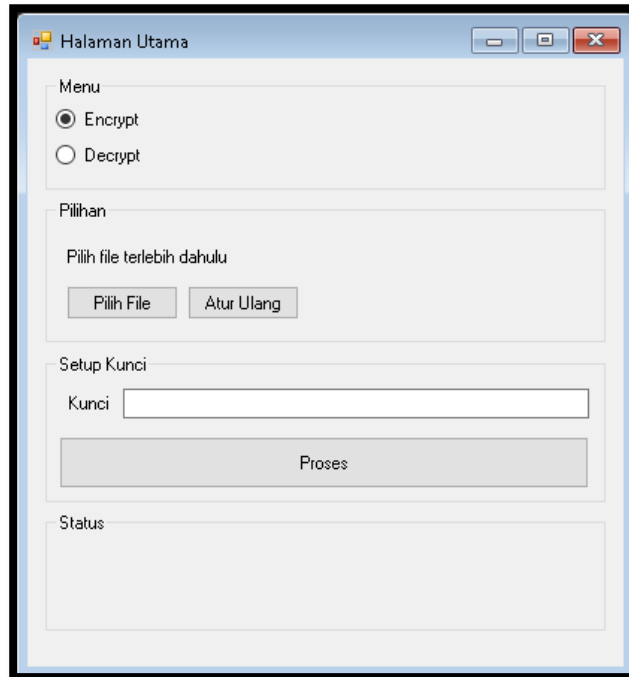 Halaman Utama
Menu
Encrypt
Decrypt
Pilihan
Pilih file terlebih dahulu
Pilih File Atur Ulang
Setup Kunci
Kunci
Proses
Status